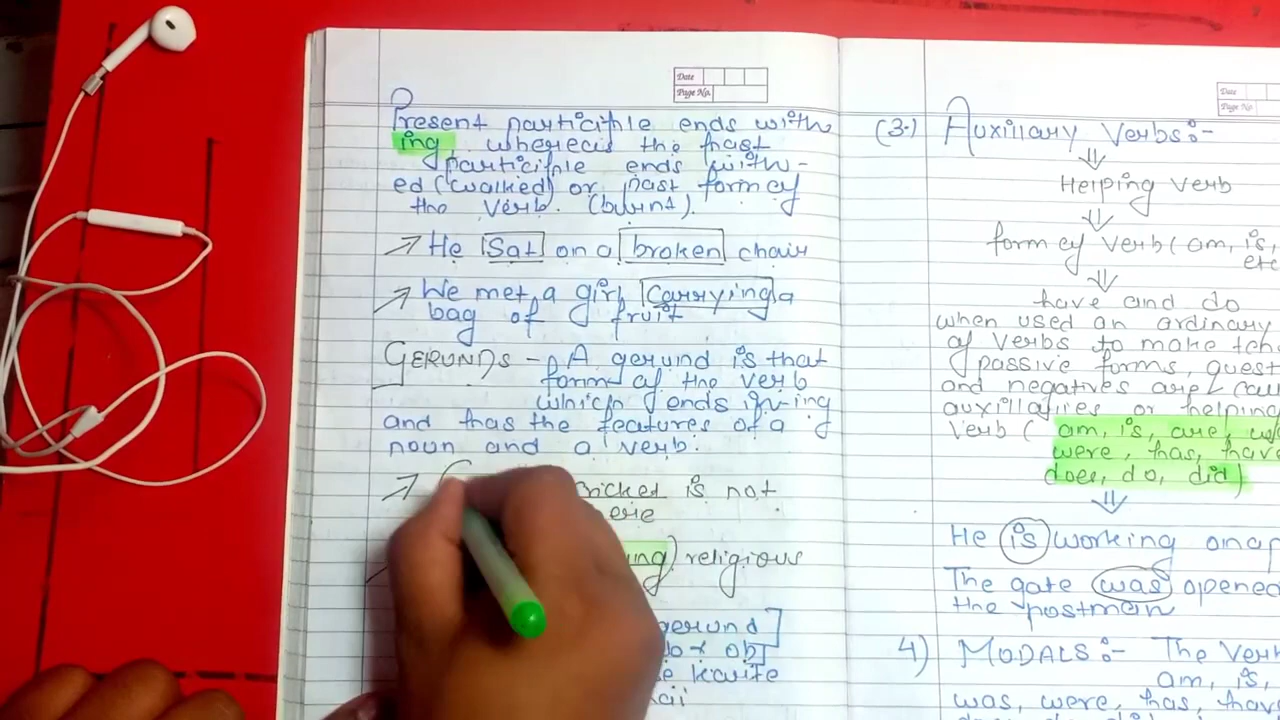 Date
Page No.
Present participle ends with
ing whereas the past
participle ends with -
ed (walked) or past form of
the verb. (burnt).
He sat on a broken chair
We met a girl carrying a
bag of fruit
GERUNDS - A gerund is that
form of the verb
which ends in -ing
and has the features of a
noun and a verb.
cricket is not
religious
gerund
Date
Page No.
(3.) Auxillary Verbs:-
Helping Verb
form of verb (am, is,
etc
have and do
when used an ordinary
of verbs to make
passive forms, quest
and negatives are
auxillaries or helping
verb ( am, is, are,
were, has, have
does, do, did)
He is working on
The gate was opened
the postman
4) MODALS:- The Verb
am, is,
was, were, has, hav